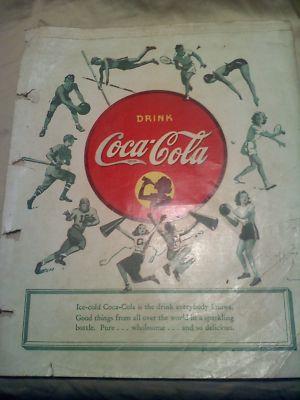 DRINK
Coca-Cola
Ice-cold Coca-Cola is the drink everybody knows.
Good things from all over the world in a sparkling
bottle. Pure . . . wholesome . . . and so delicious.